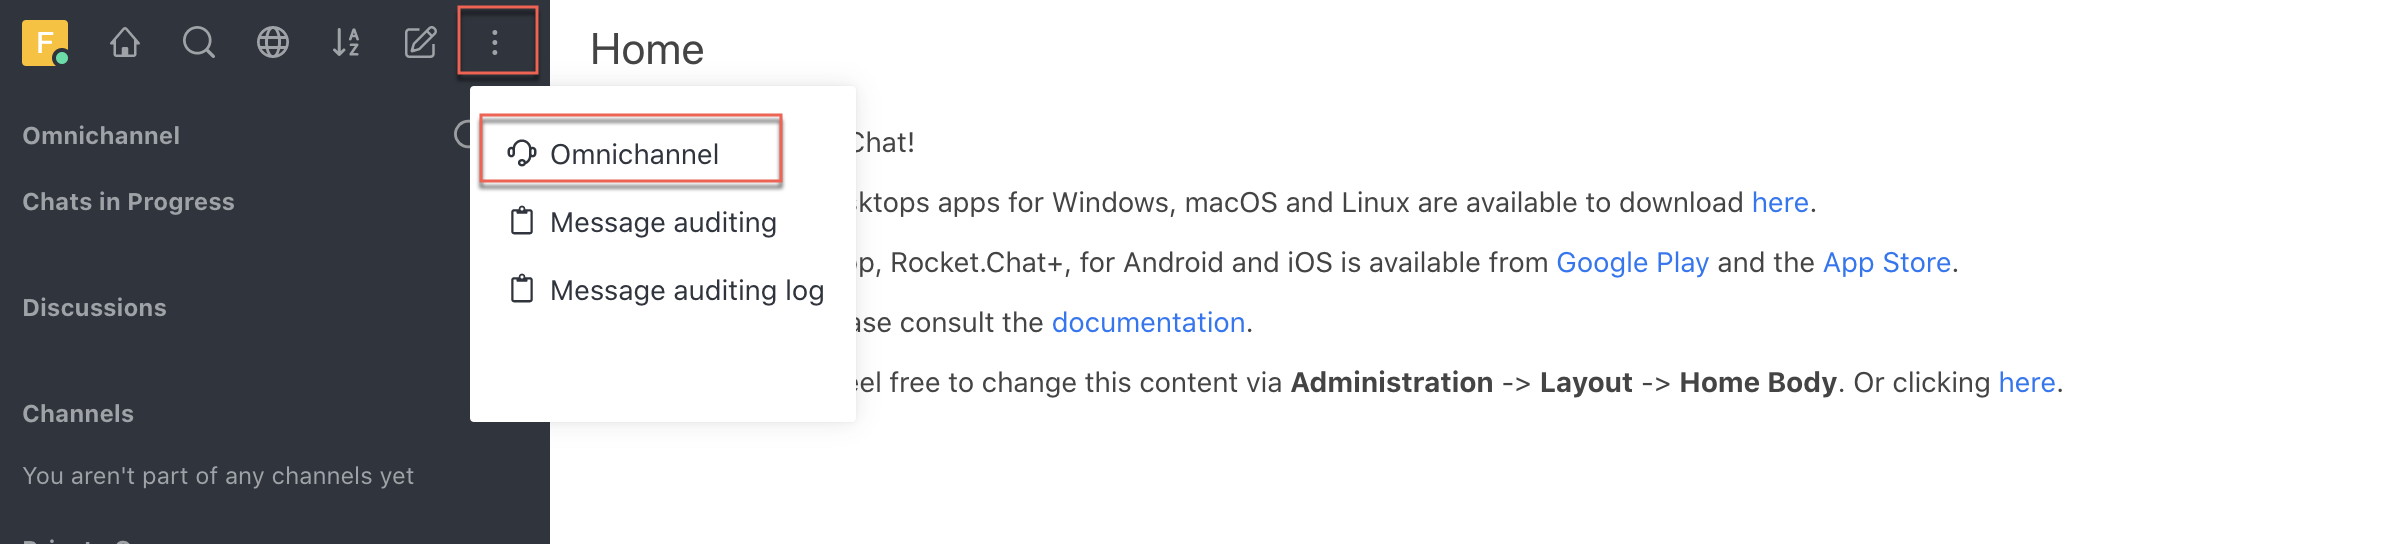 F
A
Z
Home
Omnichannel
Chats in Progress
Discussions
Channels
You aren't part of any channels yet
Omnichannel
Message auditing
Message auditing log
Chat!
ktops apps for Windows, macOS and Linux are available to download here.
p, Rocket.Chat+, for Android and iOS is available from Google Play and the App Store.
ase consult the documentation.
eel free to change this content via Administration -> Layout -> Home Body. Or clicking here.